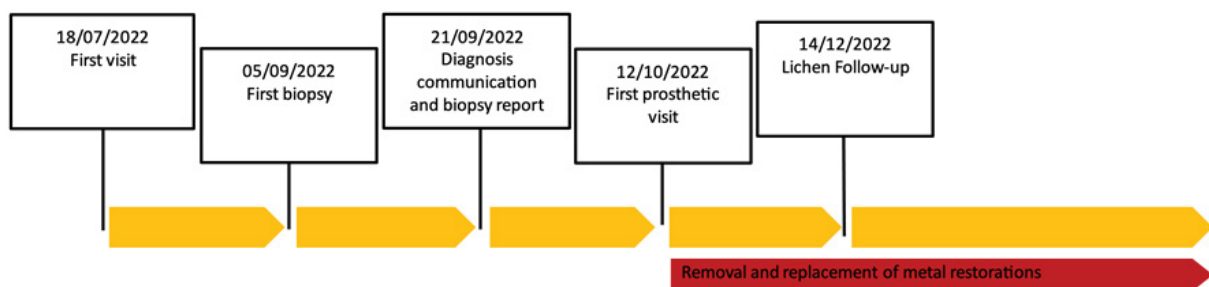 18/07/2022
First visit
05/09/2022
First biopsy
21/09/2022
Diagnosis
communication
and biopsy report
12/10/2022
First prosthetic
visit
14/12/2022
Lichen Follow-up
Removal and replacement of metal restorations